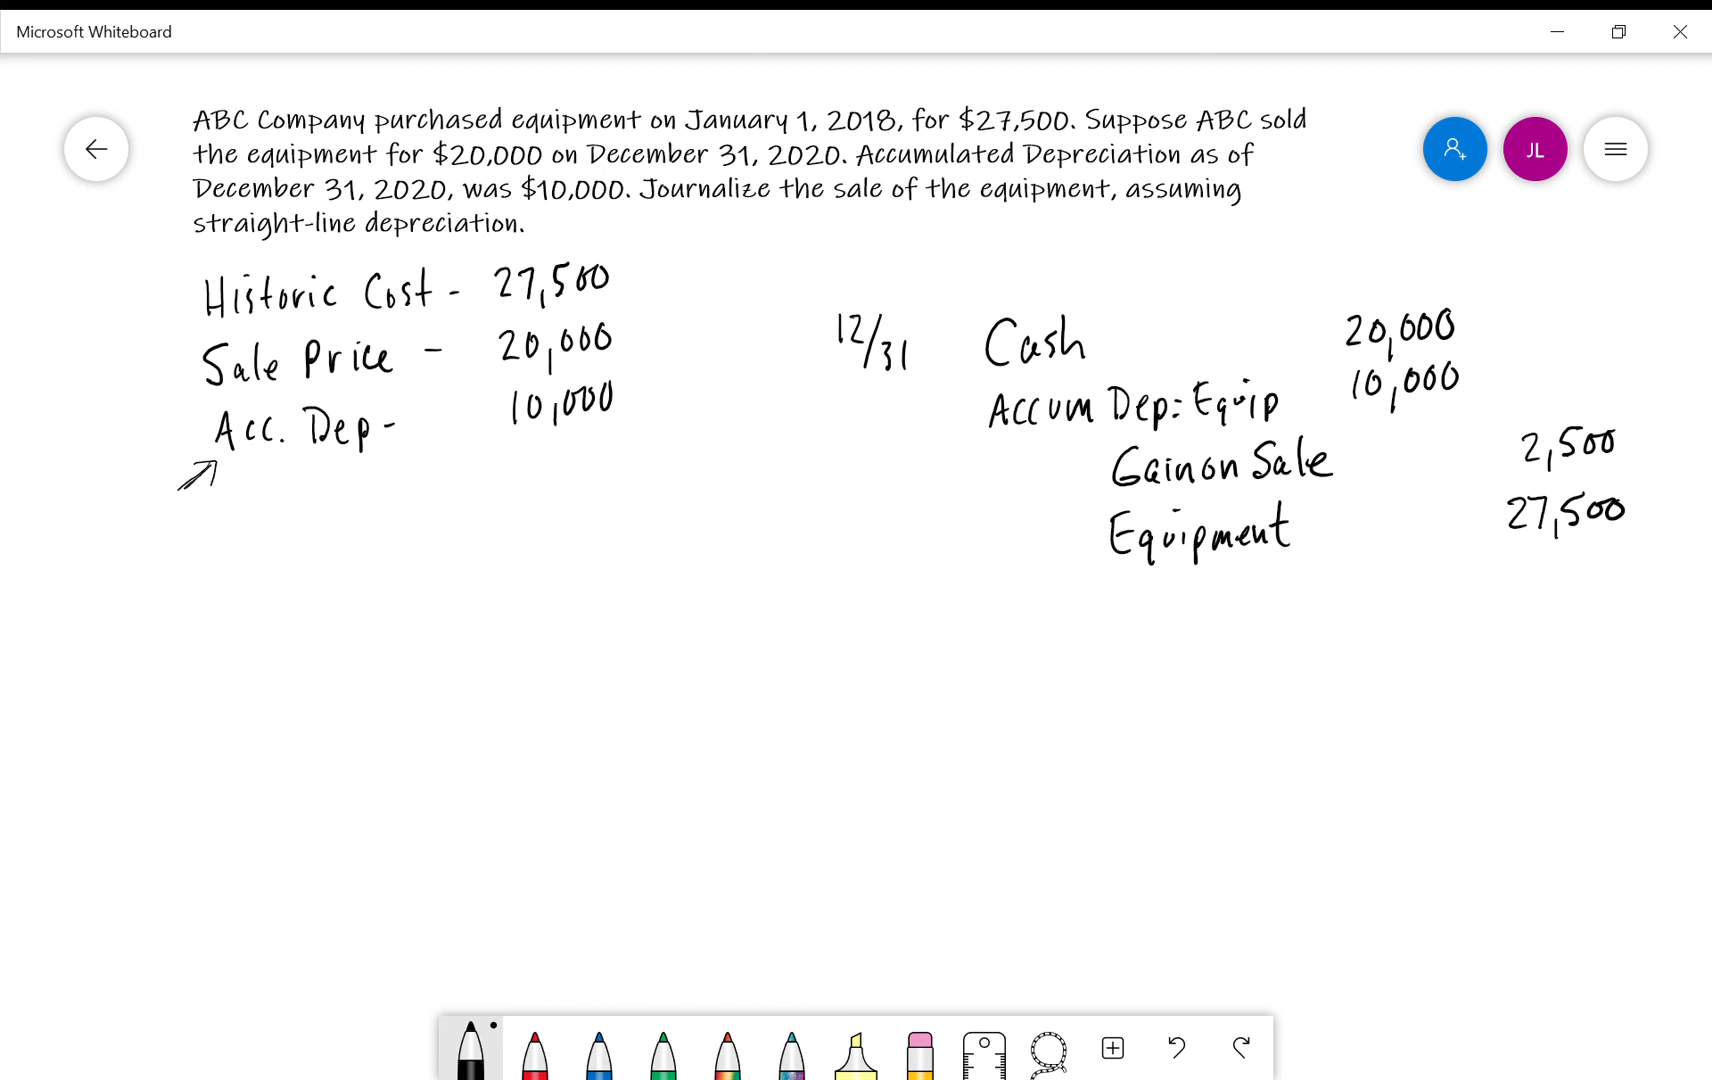 Microsoft Whiteboard
ABC Company purchased equipment on January 1, 2018, for $27,500. Suppose ABC sold
the equipment for $20,000 on December 31, 2020. Accumulated Depreciation as of
December 31, 2020, was $10,000. Journalize the sale of the equipment, assuming
straight-line depreciation.
JL
Historic Cost - 27,500
Sale Price - 20,000
Acc. Dep - 10,000
12/31 Cash 20,000
Accum Dep: Equip 10,000
Gain on Sale 2,500
Equipment 27,500